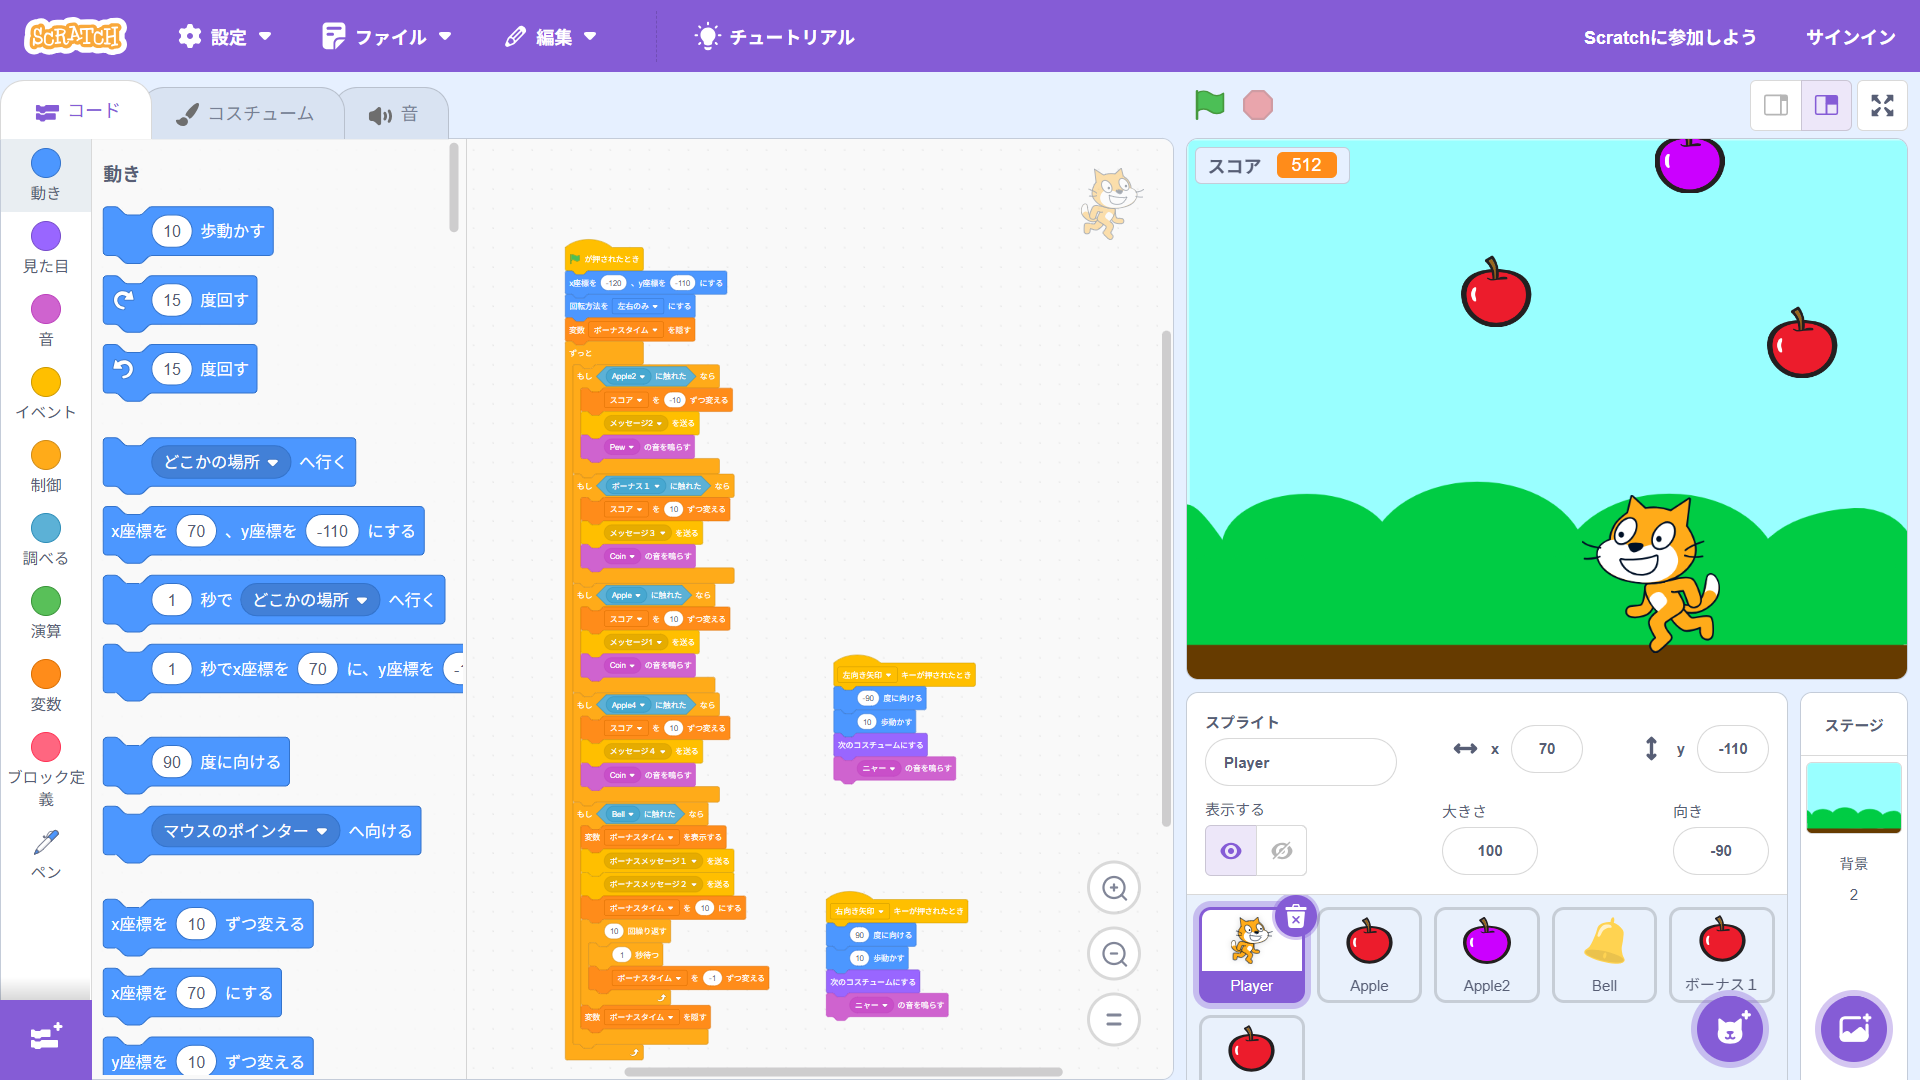 SCRATCH
設定
ファイル
編集
チュートリアル
Scratchに参加しよう
サインイン
コード
コスチューム
音
動き
見た目
音
イベント
制御
調べる
演算
変数
ブロック定
義
ペン
動き
10 歩動かす
15 度回す
15 度回す
どこかの場所 へ行く
x座標を 70 、y座標を -110 にする
1 秒で どこかの場所 へ行く
1 秒でx座標を 70 に、y座標を
90 度に向ける
マウスのポインター へ向ける
x座標を 10 ずつ変える
x座標を 70 にする
y座標を 10 ずつ変える
が押されたとき
x座標を -120 、y座標を -110 にする
回転方法を 左右のみ にする
変数 ボーナスタイム を隠す
ずっと
もし Apple2 に触れた なら
スコア を -10 ずつ変える
メッセージ2 を送る
Pew の音を鳴らす
もし ボーナス１ に触れた なら
スコア を 10 ずつ変える
メッセージ３ を送る
Coin の音を鳴らす
もし Apple に触れた なら
スコア を 10 ずつ変える
メッセージ1 を送る
Coin の音を鳴らす
もし Apple4 に触れた なら
スコア を 10 ずつ変える
メッセージ４ を送る
Coin の音を鳴らす
もし Bell に触れた なら
変数 ボーナスタイム を表示する
ボーナスメッセージ１ を送る
ボーナスメッセージ２ を送る
ボーナスタイム を 10 にする
10 回繰り返す
1 秒待つ
ボーナスタイム を -1 ずつ変える
変数 ボーナスタイム を隠す
左向き矢印 キーが押されたとき
-90 度に向ける
10 歩動かす
次のコスチュームにする
ニャー の音を鳴らす
右向き矢印 キーが押されたとき
90 度に向ける
10 歩動かす
次のコスチュームにする
ニャー の音を鳴らす
スコア 512
スプライト
Player
x 70
y -110
表示する
大きさ
100
向き
-90
Player
Apple
Apple2
Bell
ボーナス１
ステージ
背景
2